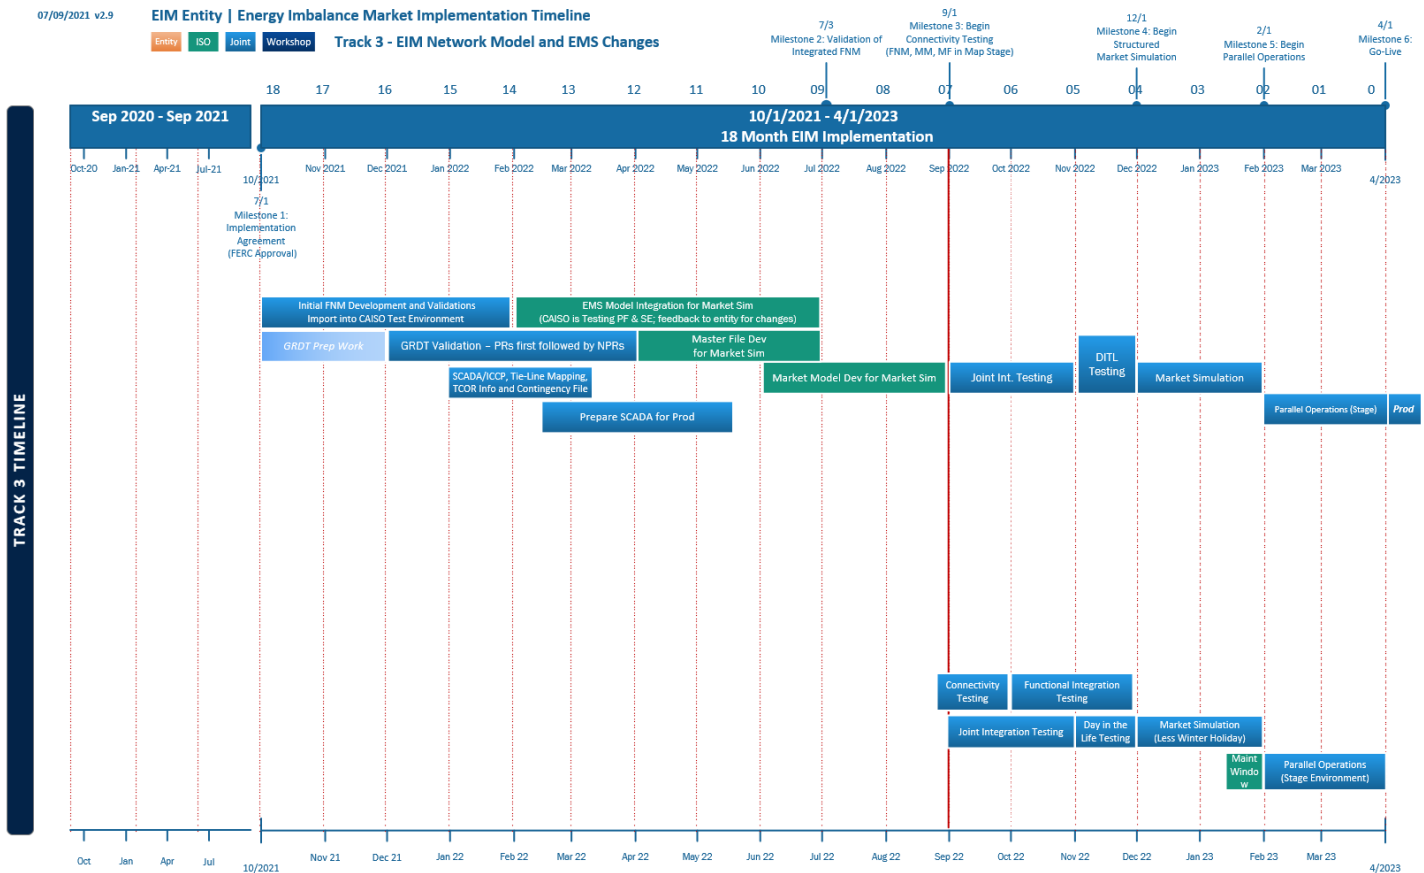 07/09/2021 v2.9
EIM Entity | Energy Imbalance Market Implementation Timeline
Entity
ISO
Joint
Workshop
Track 3 - EIM Network Model and EMS Changes
7/3
Milestone 2: Validation of
Integrated FNM
9/1
Milestone 3: Begin
Connectivity Testing
(FNM, MM, MF in Map Stage)
12/1
Milestone 4: Begin
Structured
Market Simulation
2/1
Milestone 5: Begin
Parallel Operations
4/1
Milestone 6:
Go-Live
18 17 16 15 14 13 12 11 10 09 08 07 06 05 04 03 02 01 0
Sep 2020 - Sep 2021
10/1/2021 - 4/1/2023
18 Month EIM Implementation
Oct-20 Jan-21 Apr-21 Jul-21
10/2021
Nov 2021 Dec 2021 Jan 2022 Feb 2022 Mar 2022 Apr 2022 May 2022 Jun 2022 Jul 2022 Aug 2022 Sep 2022 Oct 2022 Nov 2022 Dec 2022 Jan 2023 Feb 2023 Mar 2023
4/2023
7/1
Milestone 1:
Implementation
Agreement
(FERC Approval)
TRACK 3 TIMELINE
Initial FNM Development and Validations
Import into CAISO Test Environment
EMS Model Integration for Market Sim
(CAISO is Testing PF & SE; feedback to entity for changes)
GRDT Prep Work
GRDT Validation – PRs first followed by NPRs
Master File Dev
for Market Sim
SCADA/ICCP, Tie-Line Mapping,
TCOR Info and Contingency File
Market Model Dev for Market Sim
Joint Int. Testing
DITL
Testing
Market Simulation
Prepare SCADA for Prod
Parallel Operations (Stage)
Prod
Connectivity
Testing
Functional Integration
Testing
Joint Integration Testing
Day in the
Life Testing
Market Simulation
(Less Winter Holiday)
Maint
Windo
w
Parallel Operations
(Stage Environment)
Oct Jan Apr Jul
10/2021
Nov 21 Dec 21 Jan 22 Feb 22 Mar 22 Apr 22 May 22 Jun 22 Jul 22 Aug 22 Sep 22 Oct 22 Nov 22 Dec 22 Jan 23 Feb 23 Mar 23
4/2023